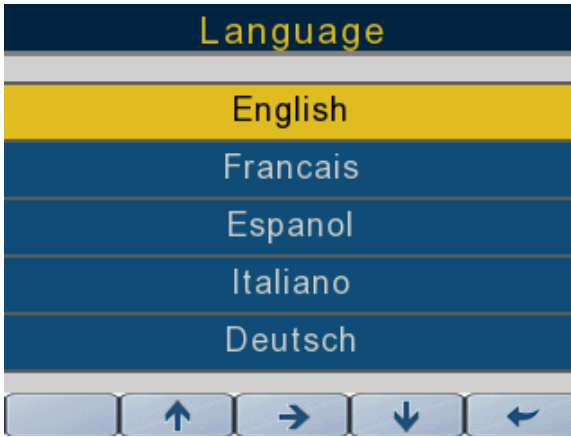 Language
English
Francais
Espanol
Italiano
Deutsch